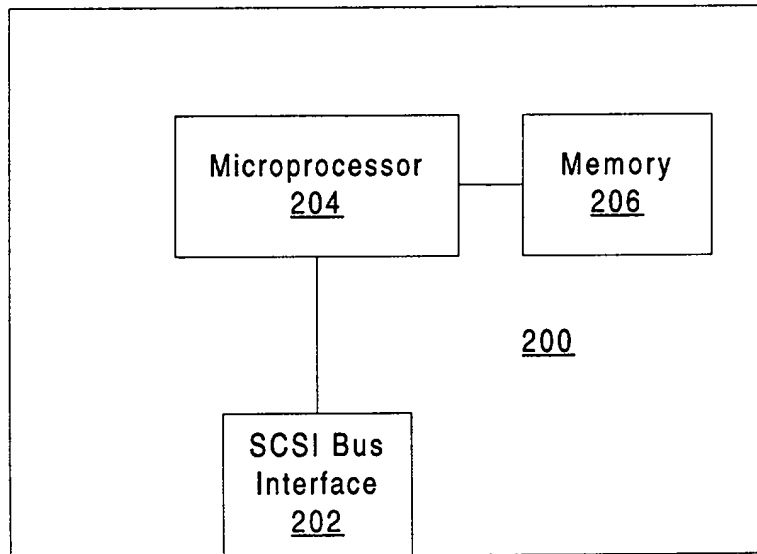 Microprocessor
204
Memory
206
200
SCSI Bus
Interface
202